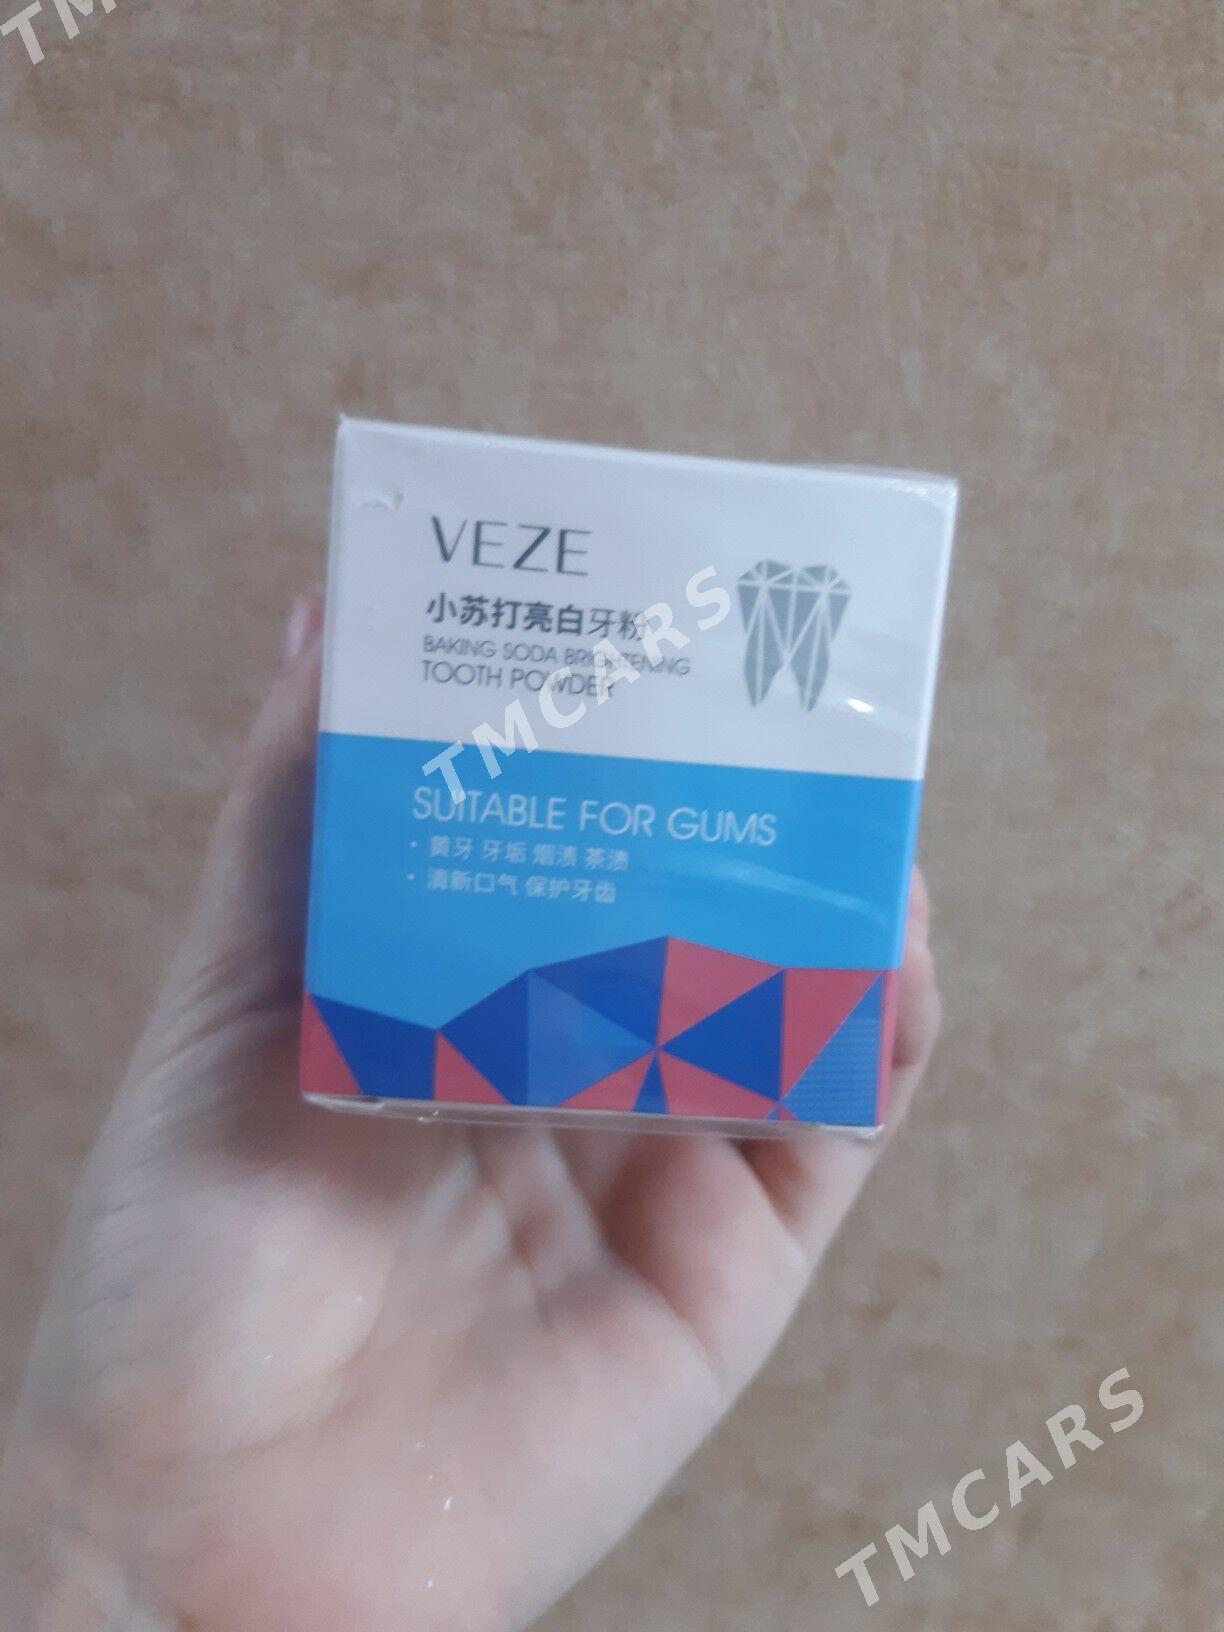 TM
VEZE
小苏打亮白牙粉
BAKING SODA BRIGHTENING
TOOTH POWDER
TMCARS
SUITABLE FOR GUMS
• 黄牙 牙垢 烟渍 茶渍
• 清新口气 保护牙齿
TMCARS